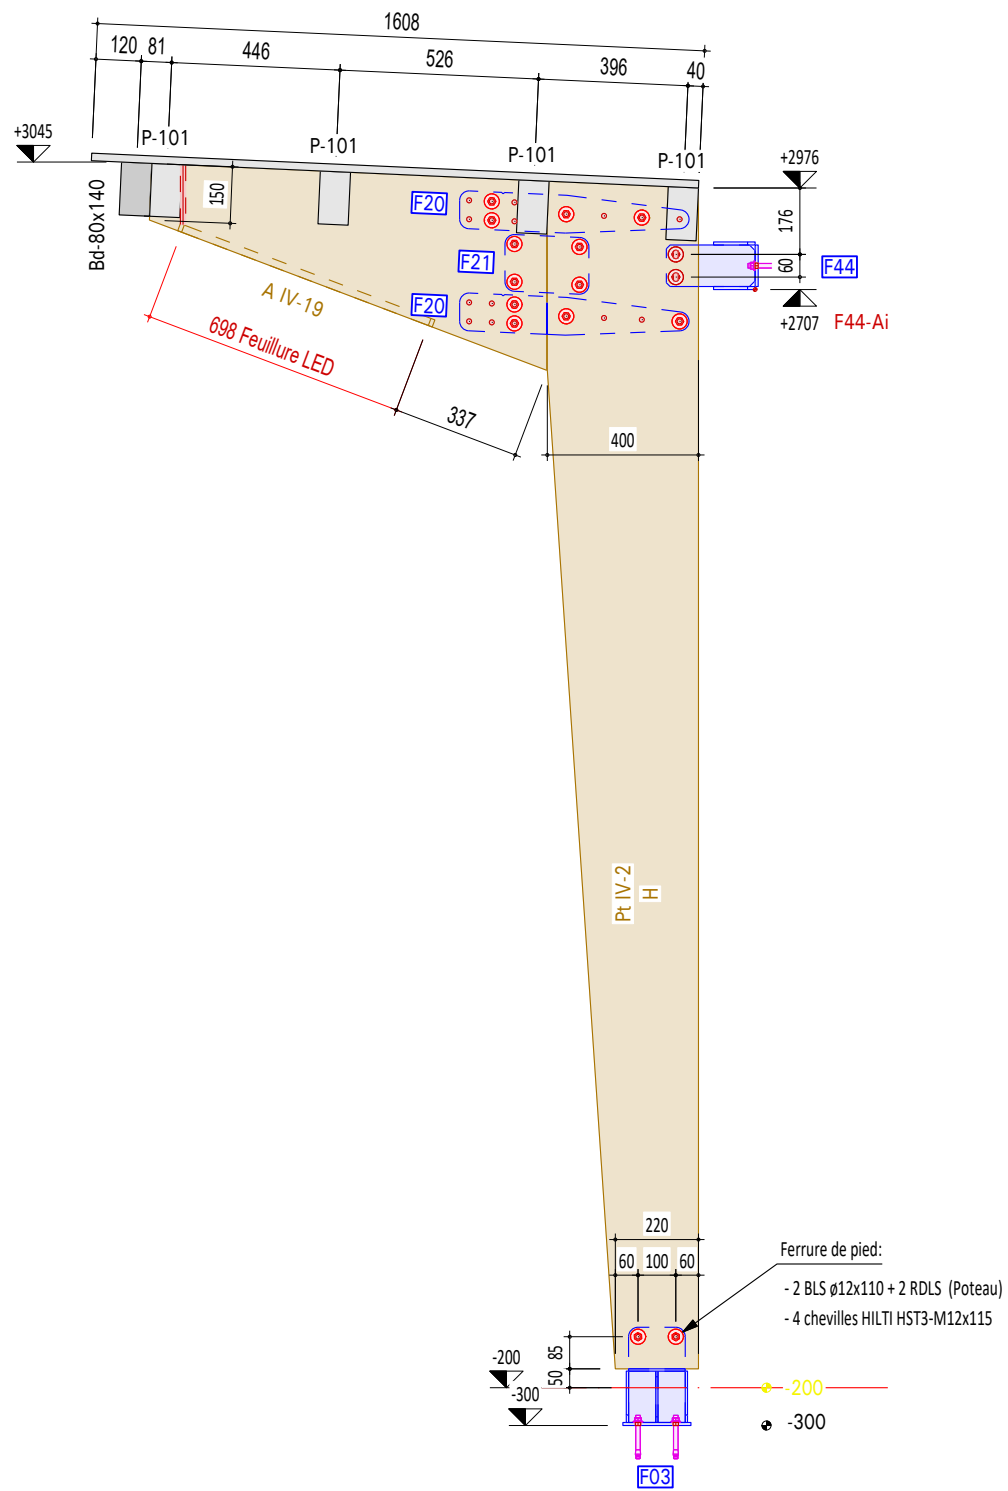 1608
120 81 446 526 396 40
+3045
P-101 P-101 P-101 P-101
+2976
Bd-80x140
150
F20
176
F21
60
F44
A IV-19
F20
+2707 F44-Ai
698 Feuillure LED
337
400
Pt IV-2
H
220
60 100 60
Ferrure de pied:
- 2 BLS ø12x110 + 2 RDLS (Poteau)
- 4 chevilles HILTI HST3-M12x115
85
50
-200
-200
-300
-300
F03